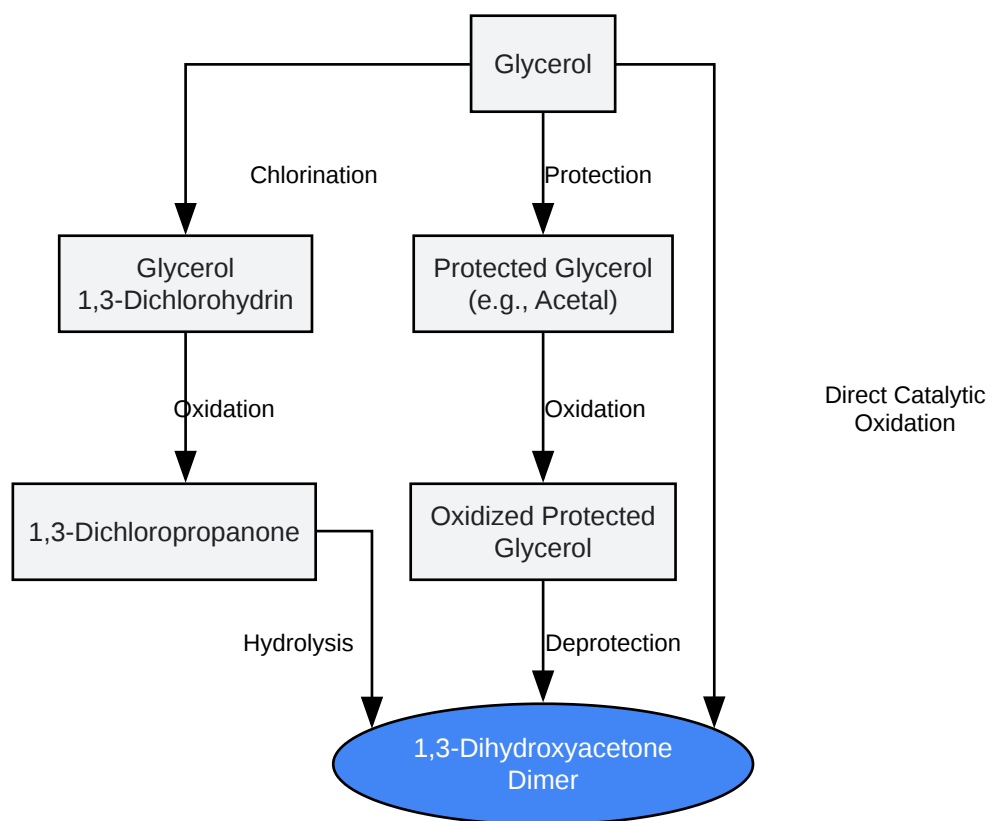 Glycerol
Chlorination
Protection
Glycerol
1,3-Dichlorohydrin
Protected Glycerol
(e.g., Acetal)
Oxidation
Oxidation
Direct Catalytic
Oxidation
1,3-Dichloropropanone
Oxidized Protected
Glycerol
Hydrolysis
Deprotection
1,3-Dihydroxyacetone
Dimer